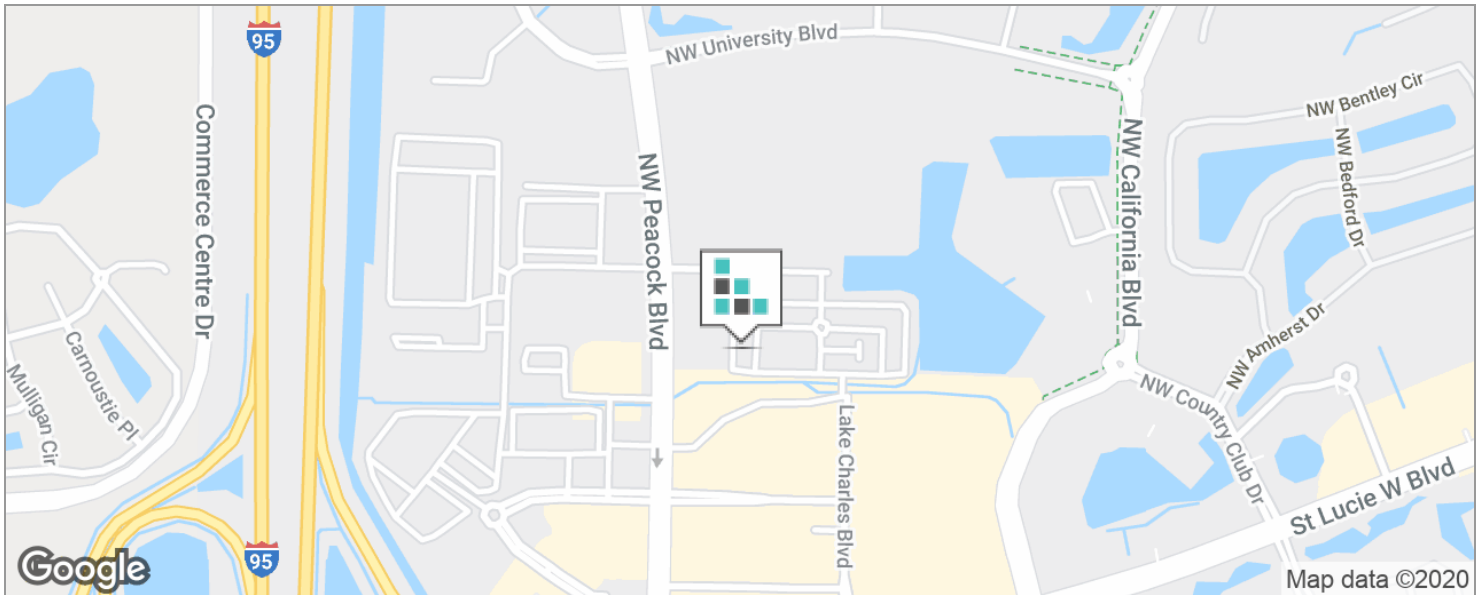 95
NW University Blvd
NW Bentley Cir
Commerce Centre Dr
NW Peacock Blvd
NW California Blvd
NW Bedford Dr
NW Amherst Dr
Carnoustie Pl
Mulligan Cir
NW Country Club Dr
Lake Charles Blvd
St Lucie W Blvd
95
Google
Map data ©2020